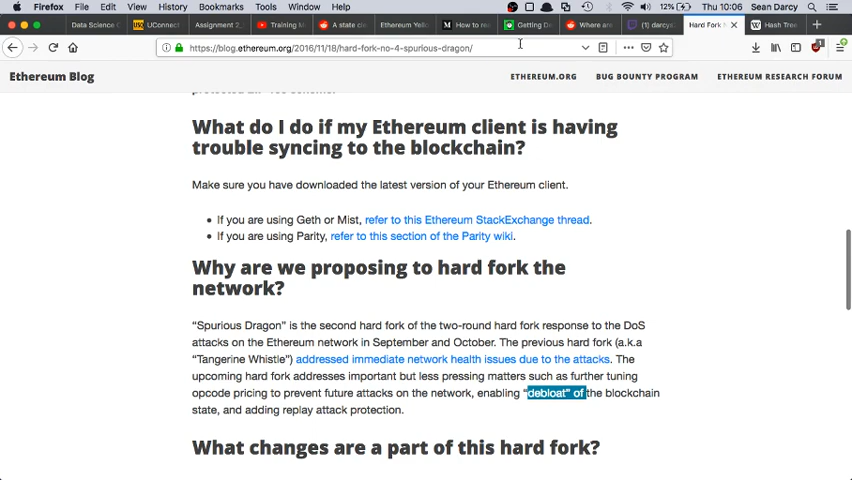 Firefox File Edit View History Bookmarks Tools Window Help 12% Thu 10:06 Sean Darcy
Data Science UConnect Assignment 2_ Training M A state c Ethereum Yello How to re Getting D Where are (1) darcys Hard Fork Hash Tree
https://blog.ethereum.org/2016/11/18/hard-fork-no-4-spurious-dragon/
Ethereum Blog ETHEREUM.ORG BUG BOUNTY PROGRAM ETHEREUM RESEARCH FORUM
What do I do if my Ethereum client is having
trouble syncing to the blockchain?
Make sure you have downloaded the latest version of your Ethereum client.
• If you are using Geth or Mist, refer to this Ethereum StackExchange thread.
• If you are using Parity, refer to this section of the Parity wiki.
Why are we proposing to hard fork the
network?
“Spurious Dragon” is the second hard fork of the two-round hard fork response to the DoS
attacks on the Ethereum network in September and October. The previous hard fork (a.k.a
“Tangerine Whistle”) addressed immediate network health issues due to the attacks. The
upcoming hard fork addresses important but less pressing matters such as further tuning
opcode pricing to prevent future attacks on the network, enabling “debloat” of the blockchain
state, and adding replay attack protection.
What changes are a part of this hard fork?